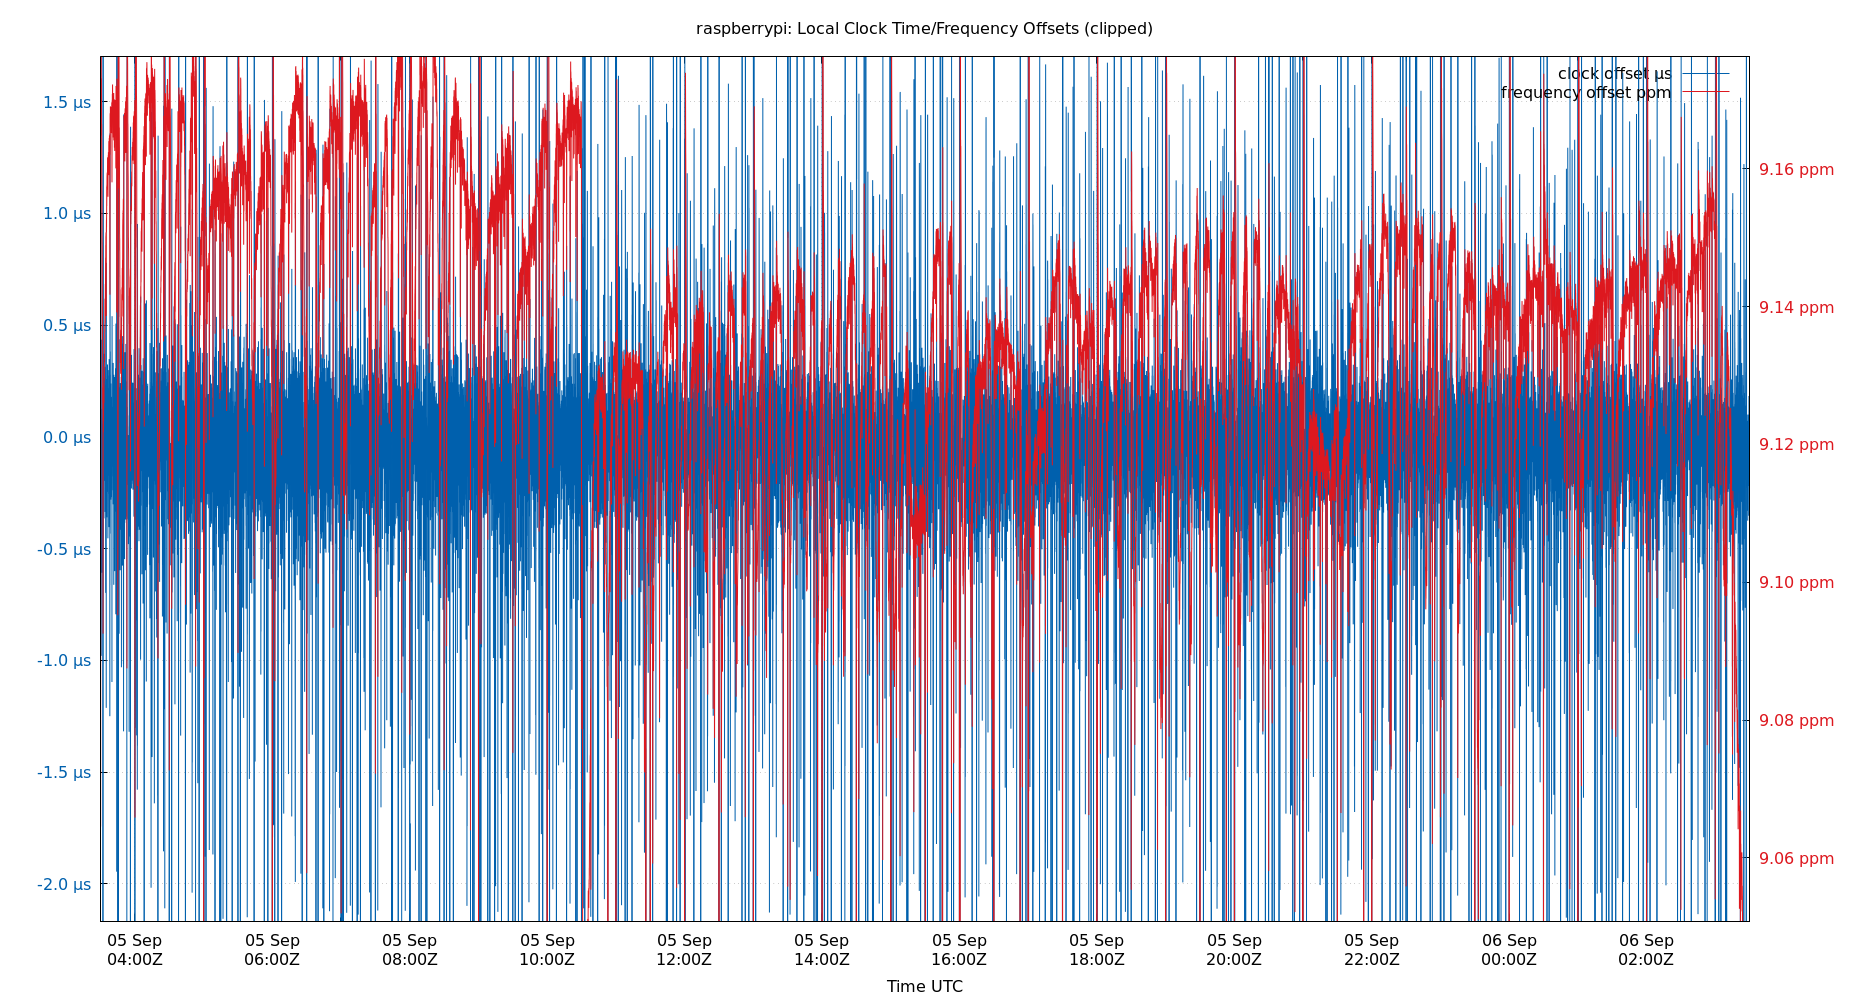 raspberrypi: Local Clock Time/Frequency Offsets (clipped)
clock offset µs
frequency offset ppm
1.5 µs
1.0 µs
0.5 µs
0.0 µs
-0.5 µs
-1.0 µs
-1.5 µs
-2.0 µs
9.16 ppm
9.14 ppm
9.12 ppm
9.10 ppm
9.08 ppm
9.06 ppm
05 Sep 05 Sep 05 Sep 05 Sep 05 Sep 05 Sep 05 Sep 05 Sep 05 Sep 05 Sep 06 Sep 06 Sep
04:00Z 06:00Z 08:00Z 10:00Z 12:00Z 14:00Z 16:00Z 18:00Z 20:00Z 22:00Z 00:00Z 02:00Z
Time UTC